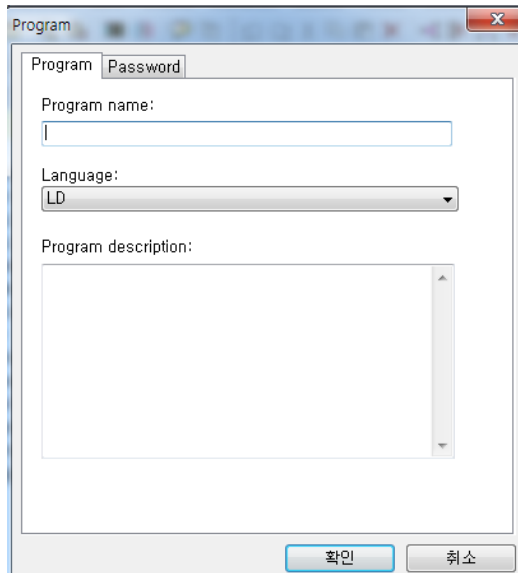 Program
Program Password
Program name:
Language:
LD
Program description:
확인 취소